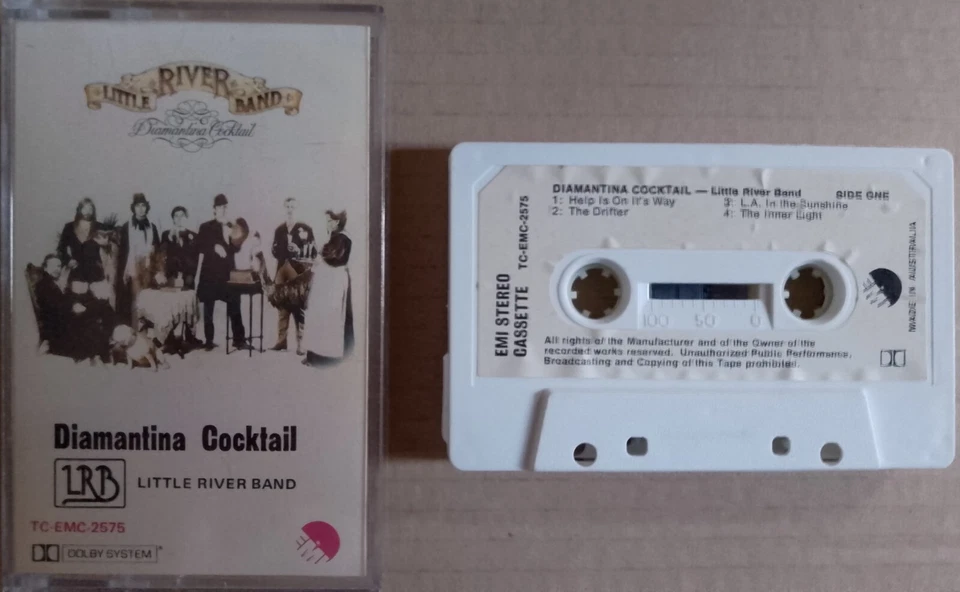 LITTLE RIVER BAND
Diamantina Cocktail
Diamantina Cocktail
LRB LITTLE RIVER BAND
TC-EMC-2575
DOLBY SYSTEM
EMI
DIAMANTINA COCKTAIL — Little River Band SIDE ONE
1: Help Is On It's Way 3: L.A. In the Sunshine
2: The Drifter 4: The Inner Light
EMI STEREO
CASSETTE TC-EMC-2575
100 50 0
MADE IN AUSTRALIA
All rights of the Manufacturer and of the Owner of the
recorded works reserved. Unauthorized Public Performance,
Broadcasting and Copying of this Tape prohibited.